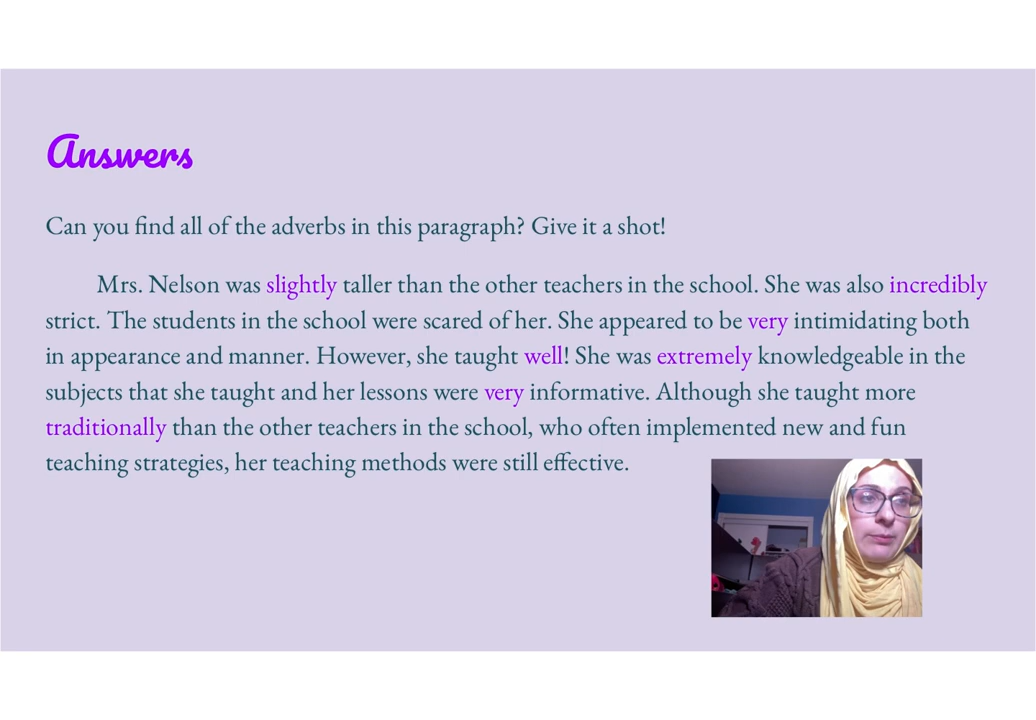 Answers
Can you find all of the adverbs in this paragraph? Give it a shot!
Mrs. Nelson was slightly taller than the other teachers in the school. She was also incredibly
strict. The students in the school were scared of her. She appeared to be very intimidating both
in appearance and manner. However, she taught well! She was extremely knowledgeable in the
subjects that she taught and her lessons were very informative. Although she taught more
traditionally than the other teachers in the school, who often implemented new and fun
teaching strategies, her teaching methods were still effective.